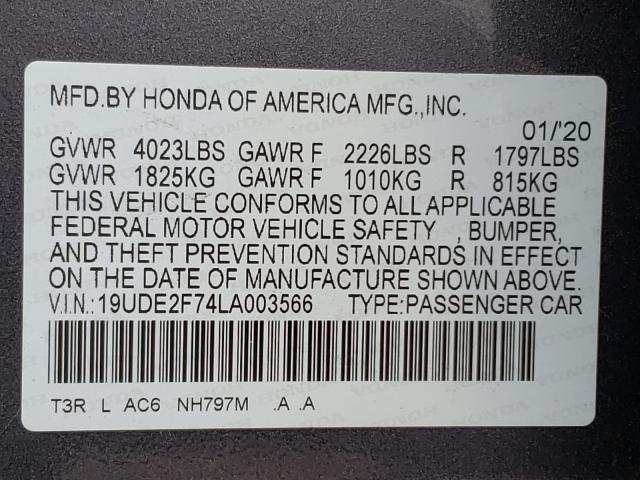 MFD.BY HONDA OF AMERICA MFG.,INC.
01/'20
GVWR 4023LBS GAWR F 2226LBS R 1797LBS
GVWR 1825KG GAWR F 1010KG R 815KG
THIS VEHICLE CONFORMS TO ALL APPLICABLE
FEDERAL MOTOR VEHICLE SAFETY , BUMPER,
AND THEFT PREVENTION STANDARDS IN EFFECT
ON THE DATE OF MANUFACTURE SHOWN ABOVE.
V.I.N.: 19UDE2F74LA003566 TYPE: PASSENGER CAR
T3R L AC6 NH797M .A .A